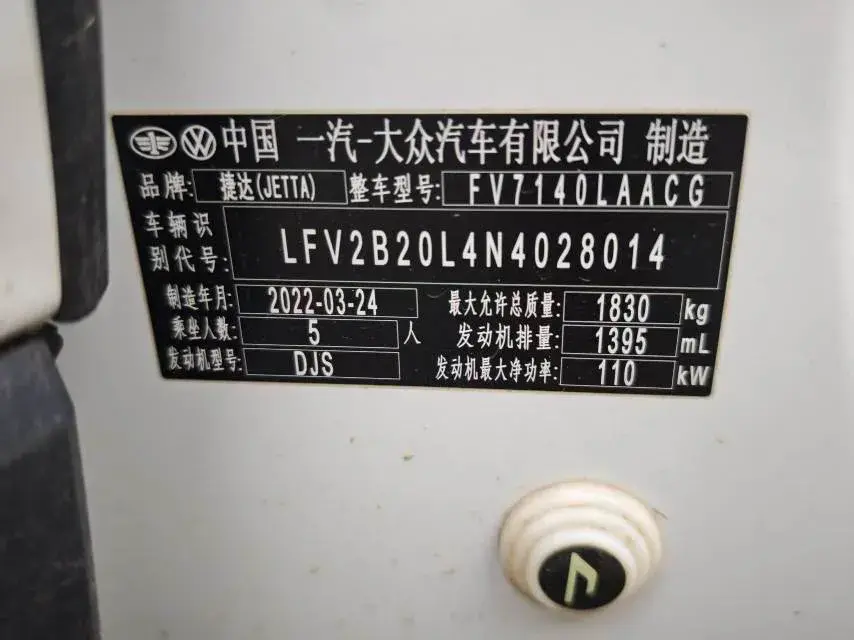 中国 一汽-大众汽车有限公司 制造
品牌: 捷达(JETTA) 整车型号: FV7140LAACG
车辆识别代号: LFV2B20L4N4028014
制造年月: 2022-03-24 最大允许总质量: 1830 kg
乘坐人数: 5 人 发动机排量: 1395 mL
发动机型号: DJS 发动机最大净功率: 110 kW